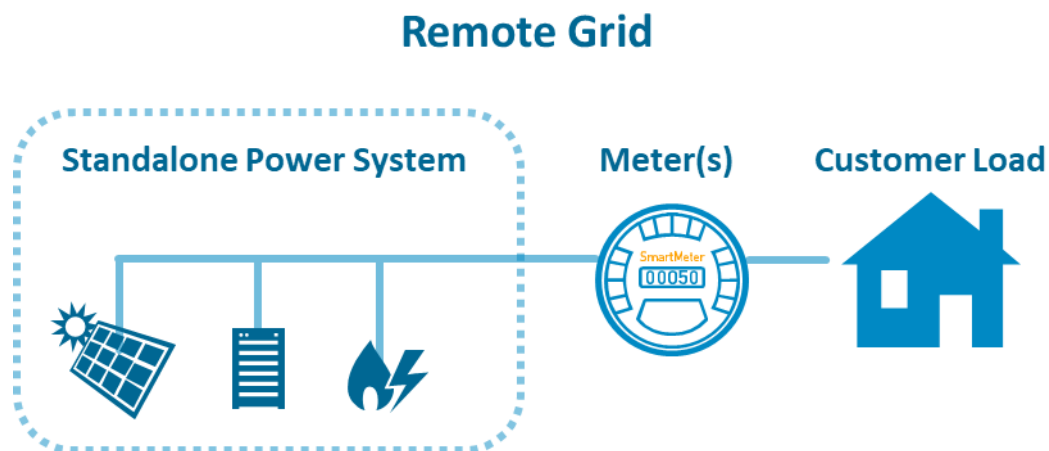 Remote Grid
Standalone Power System
Meter(s)
Customer Load
SmartMeter
00050